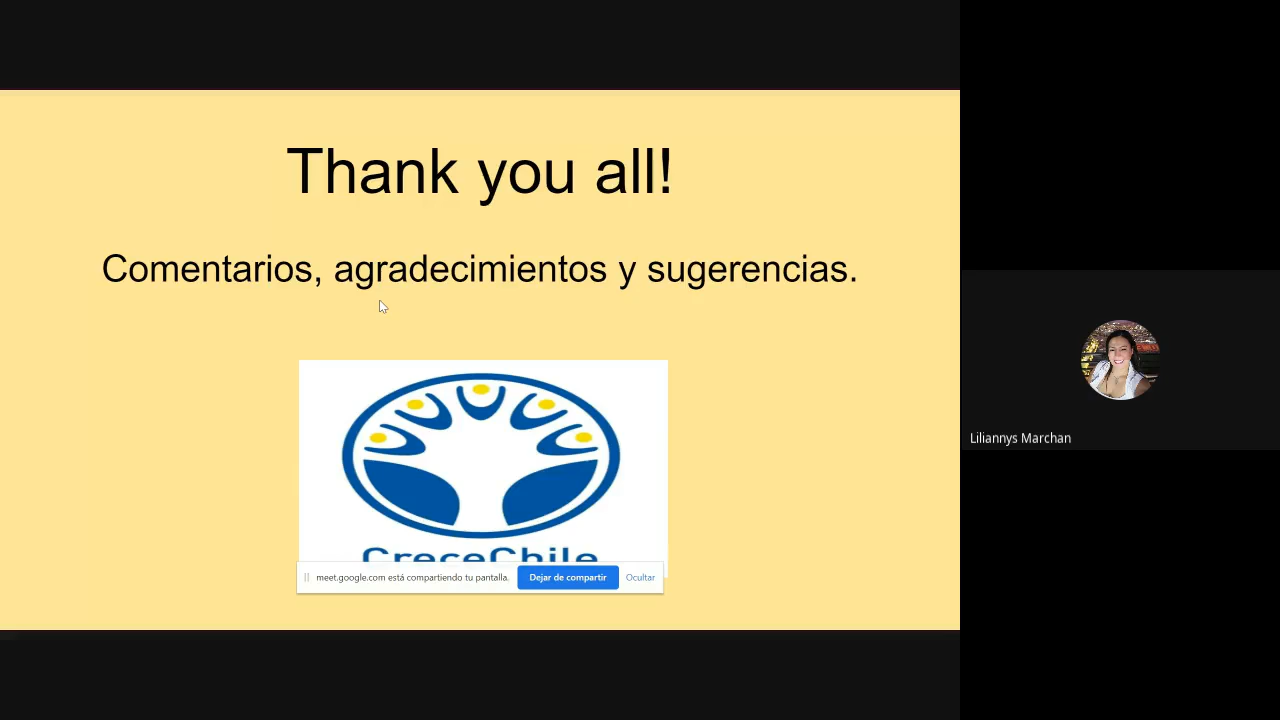 Thank you all!
Comentarios, agradecimientos y sugerencias.
CreceChile
meet.google.com está compartiendo tu pantalla.
Dejar de compartir
Ocultar
Liliannys Marchan